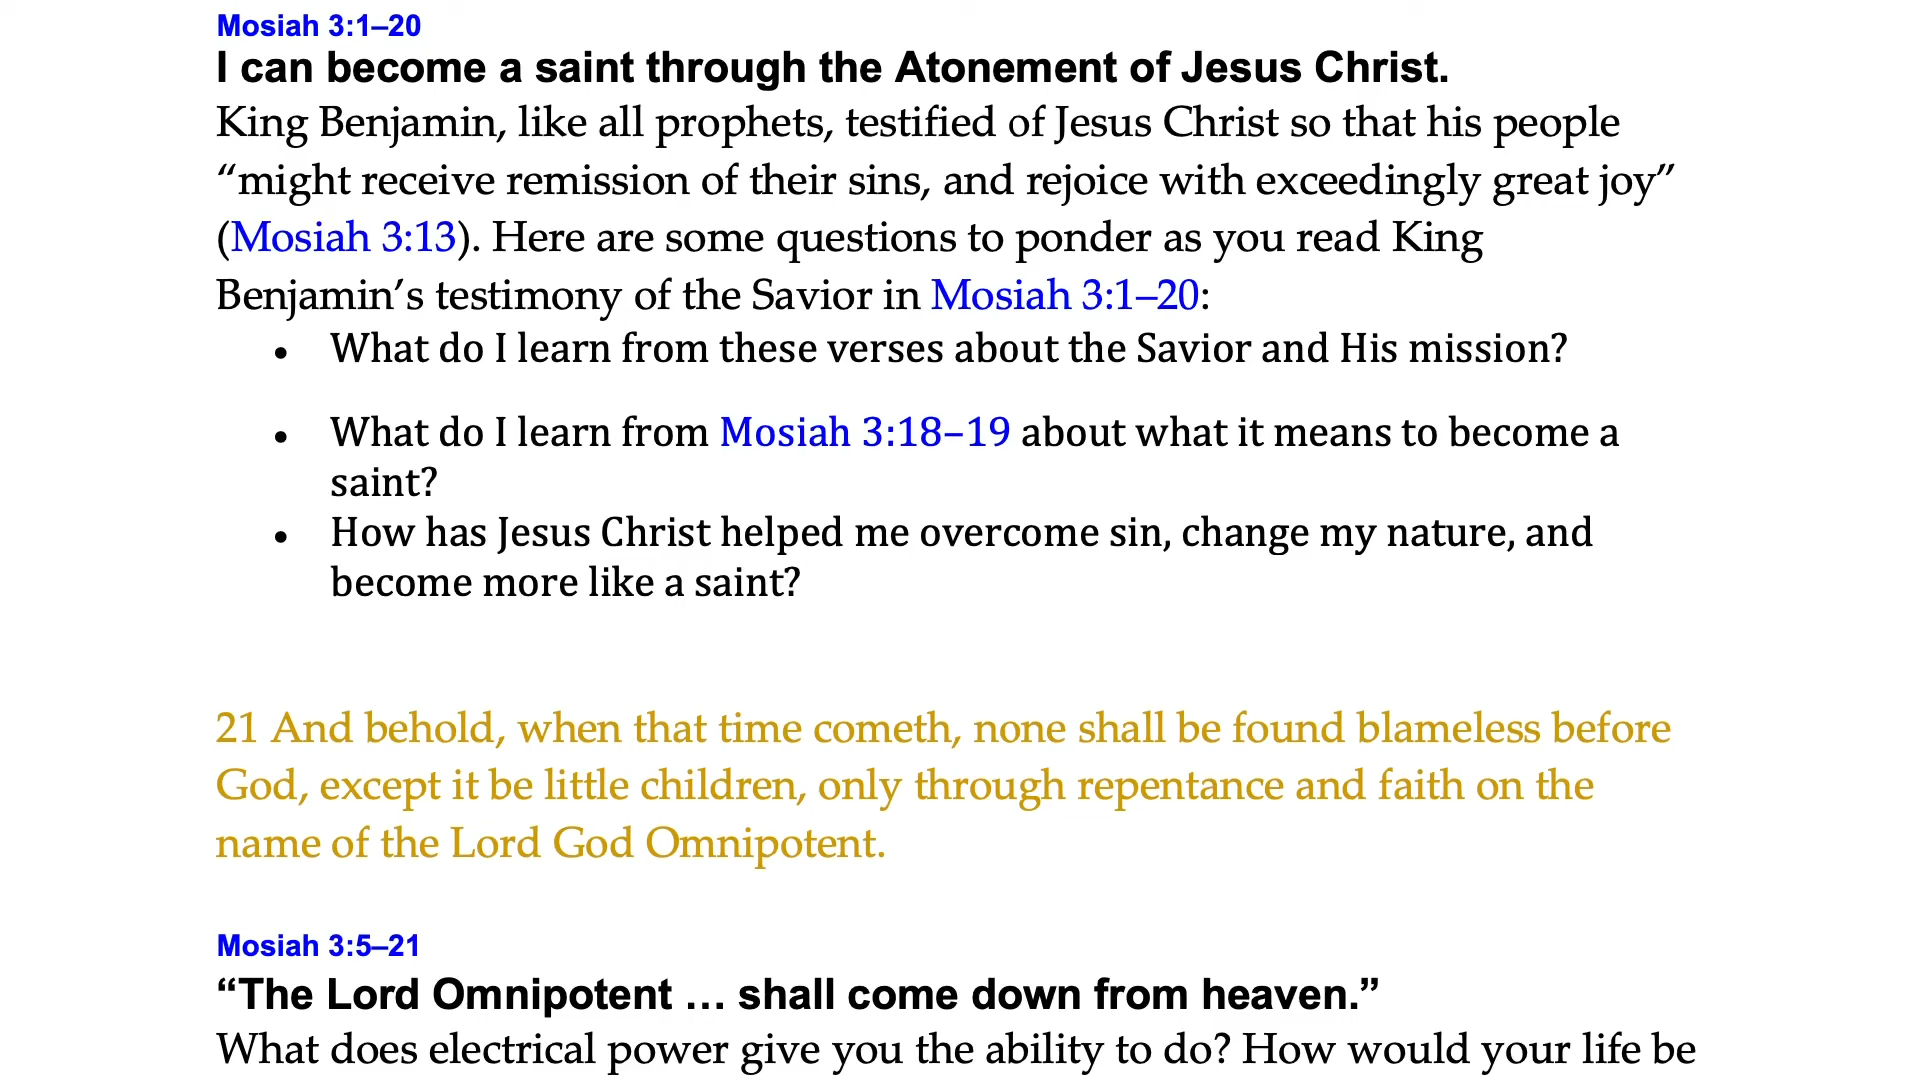 Mosiah 3:1–20
I can become a saint through the Atonement of Jesus Christ.
King Benjamin, like all prophets, testified of Jesus Christ so that his people
“might receive remission of their sins, and rejoice with exceedingly great joy”
(Mosiah 3:13). Here are some questions to ponder as you read King
Benjamin’s testimony of the Savior in Mosiah 3:1–20:
• What do I learn from these verses about the Savior and His mission?
• What do I learn from Mosiah 3:18–19 about what it means to become a
saint?
• How has Jesus Christ helped me overcome sin, change my nature, and
become more like a saint?
21 And behold, when that time cometh, none shall be found blameless before
God, except it be little children, only through repentance and faith on the
name of the Lord God Omnipotent.
Mosiah 3:5–21
“The Lord Omnipotent … shall come down from heaven.”
What does electrical power give you the ability to do? How would your life be